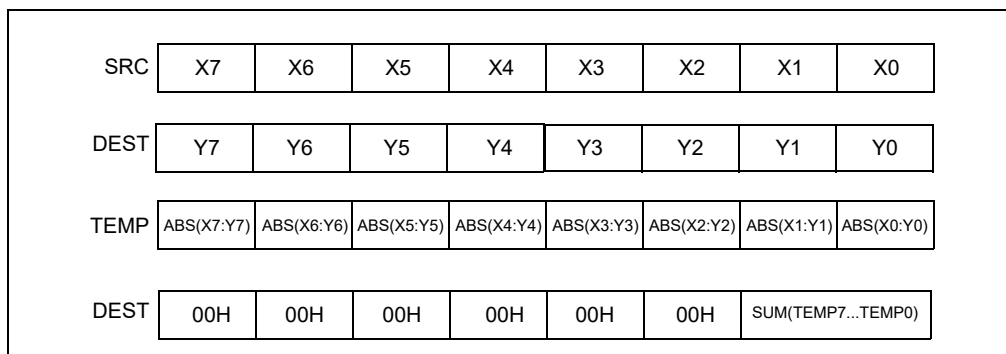 SRC X7 X6 X5 X4 X3 X2 X1 X0
DEST Y7 Y6 Y5 Y4 Y3 Y2 Y1 Y0
TEMP ABS(X7:Y7) ABS(X6:Y6) ABS(X5:Y5) ABS(X4:Y4) ABS(X3:Y3) ABS(X2:Y2) ABS(X1:Y1) ABS(X0:Y0)
DEST 00H 00H 00H 00H 00H 00H SUM(TEMP7...TEMP0)